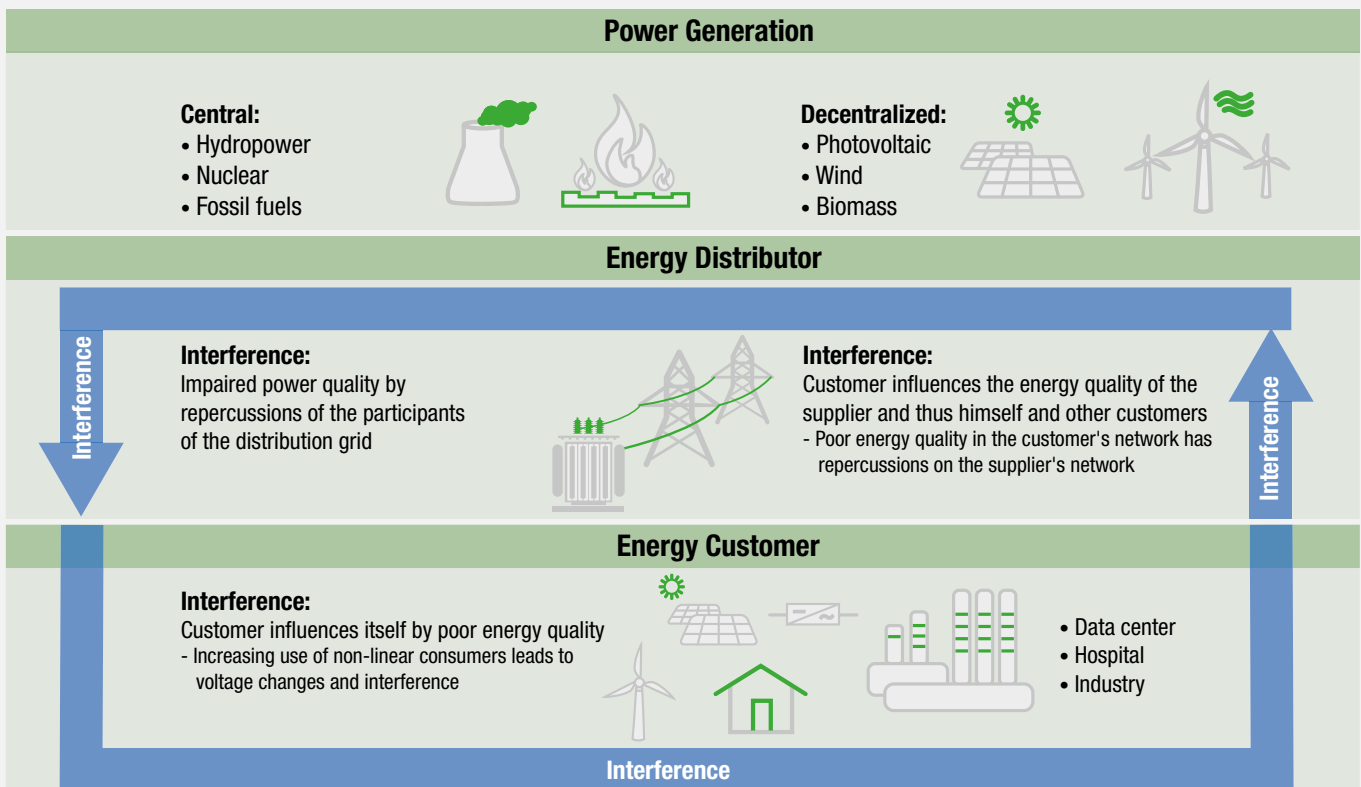 Power Generation
Central:
• Hydropower
• Nuclear
• Fossil fuels
Decentralized:
• Photovoltaic
• Wind
• Biomass
Energy Distributor
Interference
Interference:
Impaired power quality by
repercussions of the participants
of the distribution grid
Interference:
Customer influences the energy quality of the
supplier and thus himself and other customers
- Poor energy quality in the customer's network has
repercussions on the supplier's network
Interference
Energy Customer
Interference:
Customer influences itself by poor energy quality
- Increasing use of non-linear consumers leads to
voltage changes and interference
• Data center
• Hospital
• Industry
Interference